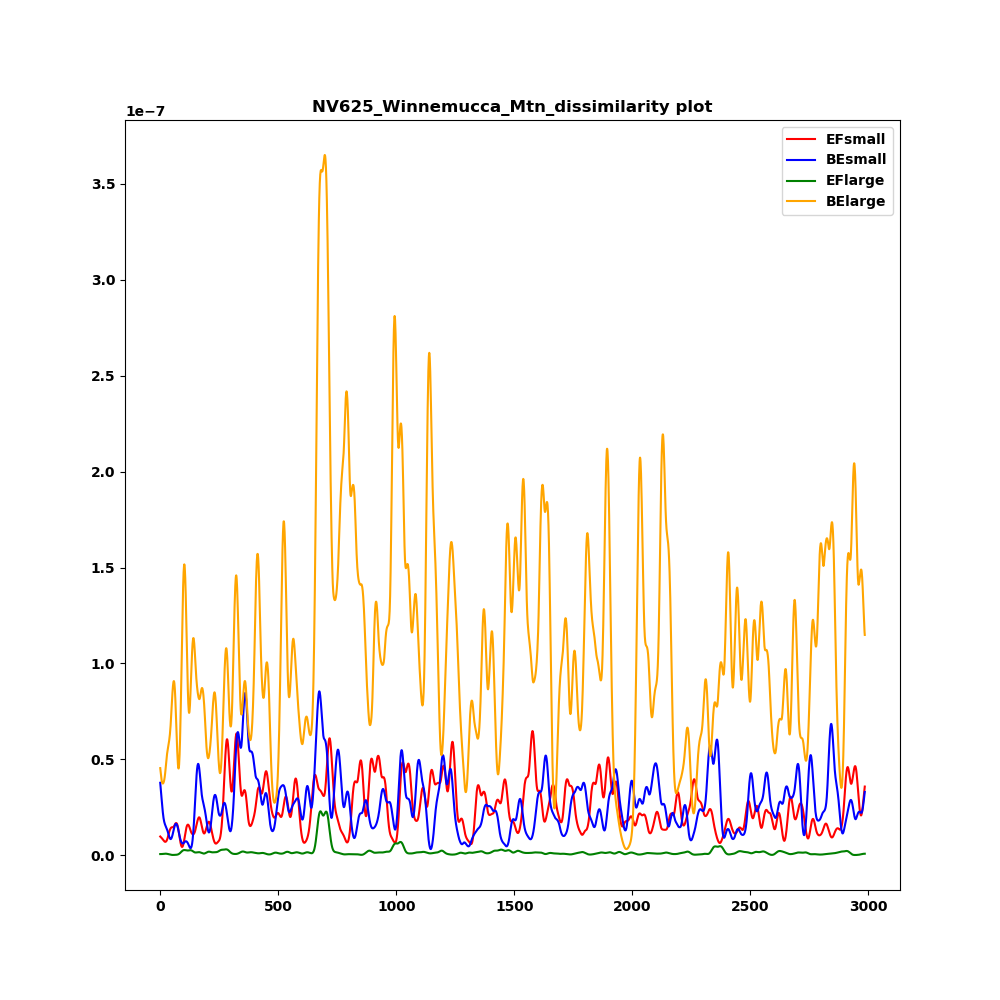 NV625_Winnemucca_Mtn_dissimilarity plot
1e−7
EFsmall
BEsmall
EFlarge
BElarge
3.5
3.0
2.5
2.0
1.5
1.0
0.5
0.0
0 500 1000 1500 2000 2500 3000